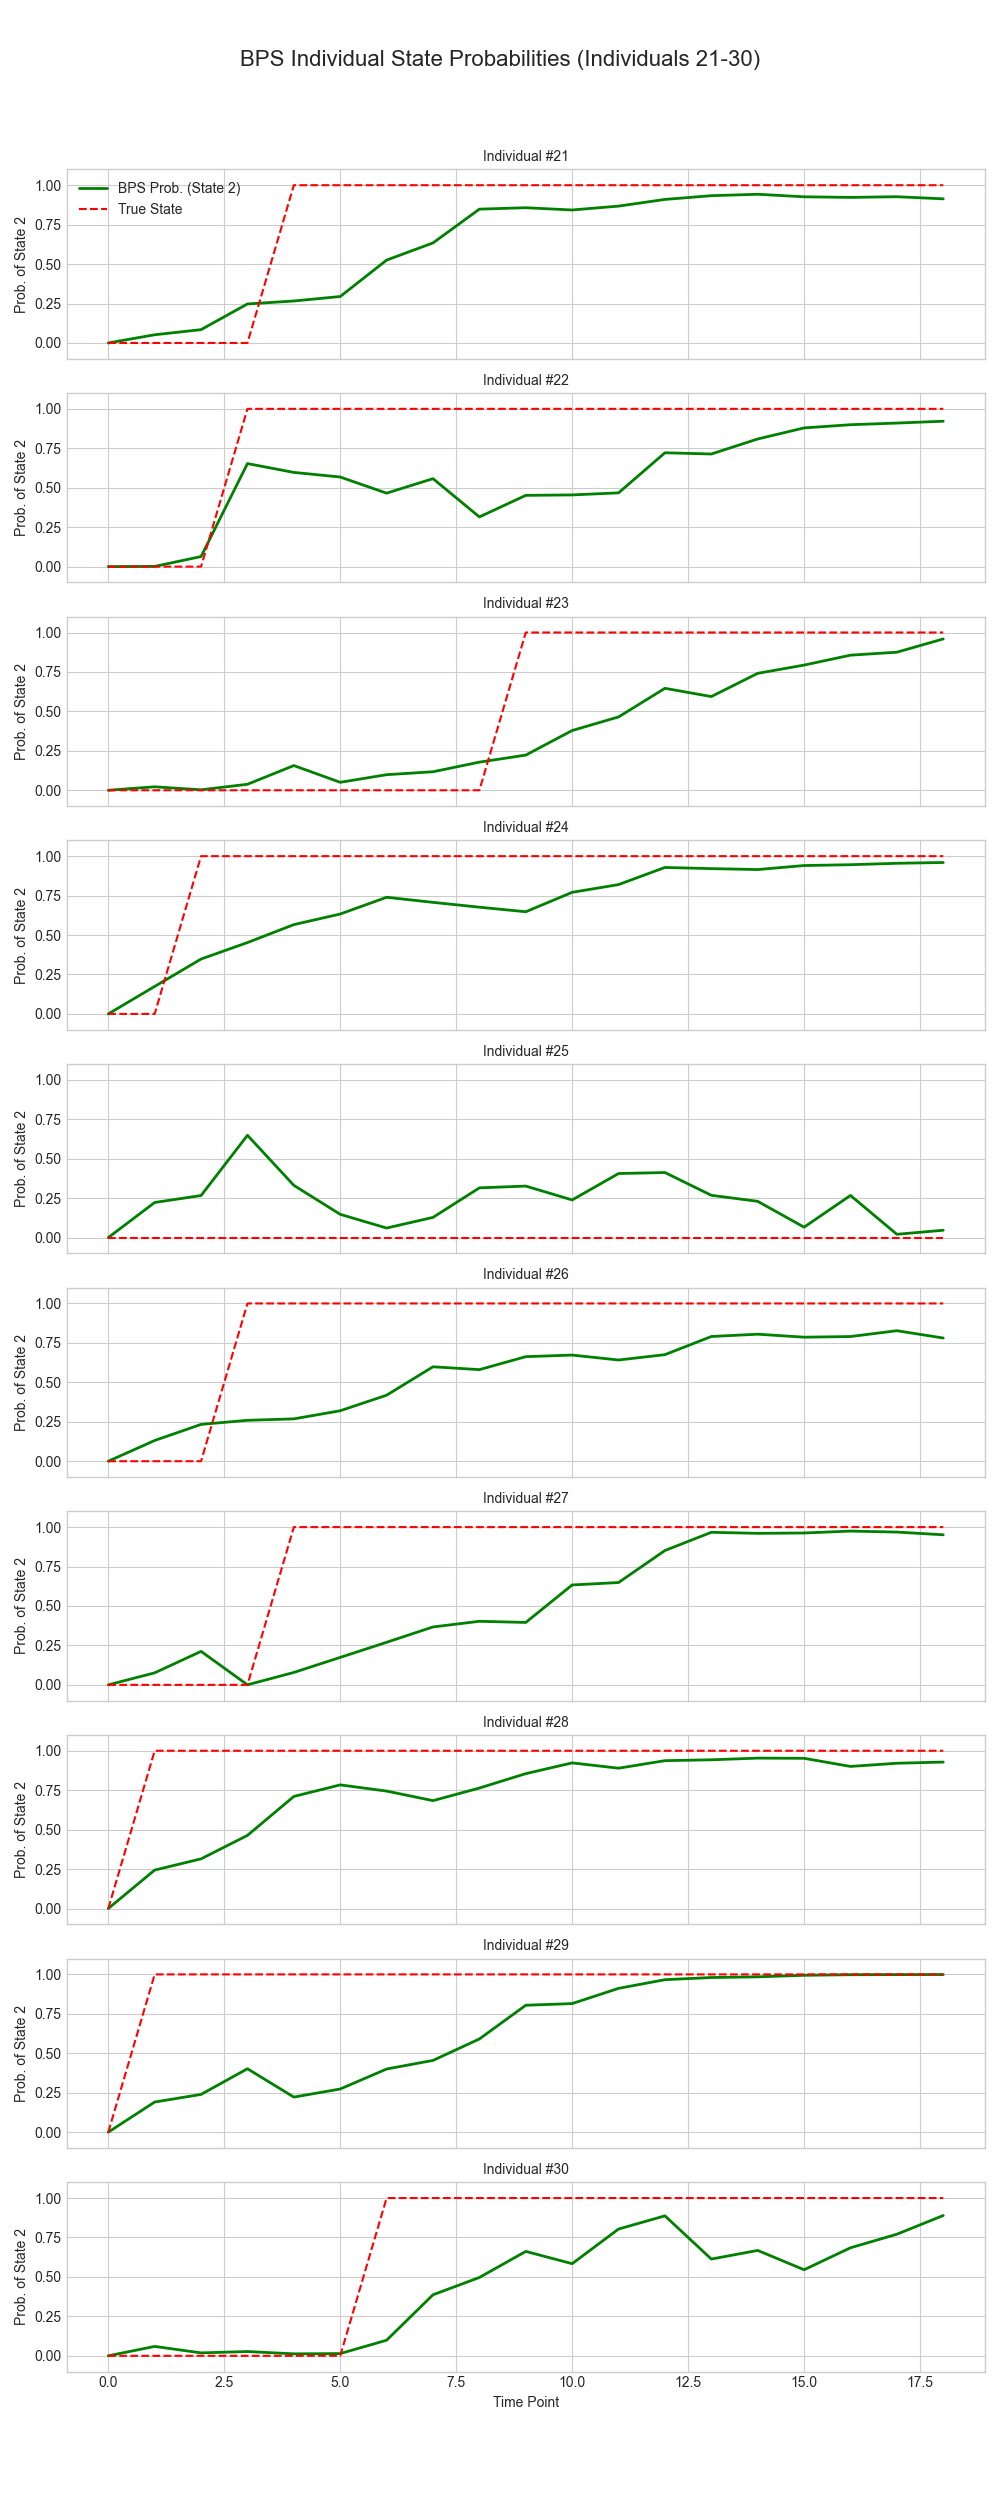 BPS Individual State Probabilities (Individuals 21-30)
Individual #21
BPS Prob. (State 2)
True State
Prob. of State 2
1.00
0.75
0.50
0.25
0.00
Individual #22
Prob. of State 2
1.00
0.75
0.50
0.25
0.00
Individual #23
Prob. of State 2
1.00
0.75
0.50
0.25
0.00
Individual #24
Prob. of State 2
1.00
0.75
0.50
0.25
0.00
Individual #25
Prob. of State 2
1.00
0.75
0.50
0.25
0.00
Individual #26
Prob. of State 2
1.00
0.75
0.50
0.25
0.00
Individual #27
Prob. of State 2
1.00
0.75
0.50
0.25
0.00
Individual #28
Prob. of State 2
1.00
0.75
0.50
0.25
0.00
Individual #29
Prob. of State 2
1.00
0.75
0.50
0.25
0.00
Individual #30
Prob. of State 2
1.00
0.75
0.50
0.25
0.00
0.0 2.5 5.0 7.5 10.0 12.5 15.0 17.5
Time Point